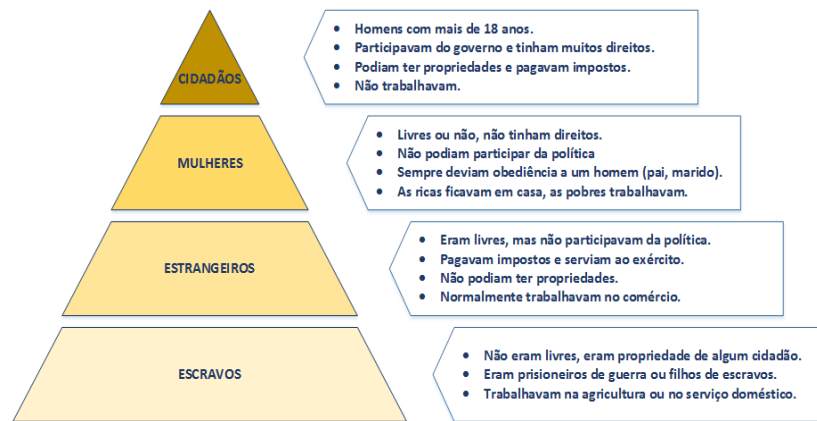 CIDADÃOS
• Homens com mais de 18 anos.
• Participavam do governo e tinham muitos direitos.
• Podiam ter propriedades e pagavam impostos.
• Não trabalhavam.
MULHERES
• Livres ou não, não tinham direitos.
• Não podiam participar da política
• Sempre deviam obediência a um homem (pai, marido).
• As ricas ficavam em casa, as pobres trabalhavam.
ESTRANGEIROS
• Eram livres, mas não participavam da política.
• Pagavam impostos e serviam ao exército.
• Não podiam ter propriedades.
• Normalmente trabalhavam no comércio.
ESCRAVOS
• Não eram livres, eram propriedade de algum cidadão.
• Eram prisioneiros de guerra ou filhos de escravos.
• Trabalhavam na agricultura ou no serviço doméstico.